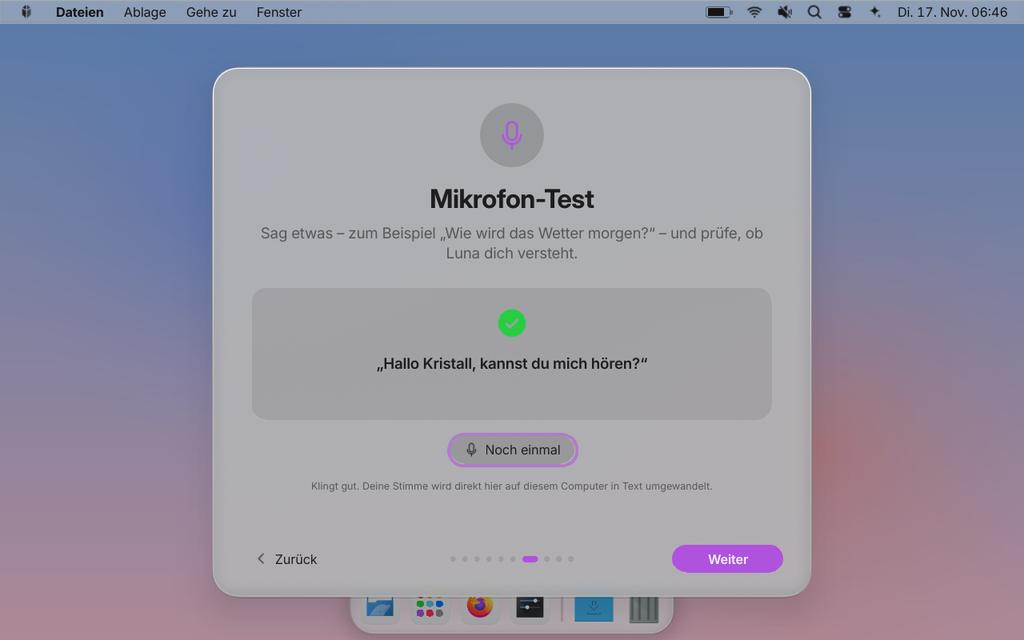 Dateien Ablage Gehe zu Fenster Di. 17. Nov. 06:46
Mikrofon-Test
Sag etwas – zum Beispiel „Wie wird das Wetter morgen?“ – und prüfe, ob
Luna dich versteht.
„Hallo Kristall, kannst du mich hören?“
Noch einmal
Klingt gut. Deine Stimme wird direkt hier auf diesem Computer in Text umgewandelt.
Zurück Weiter